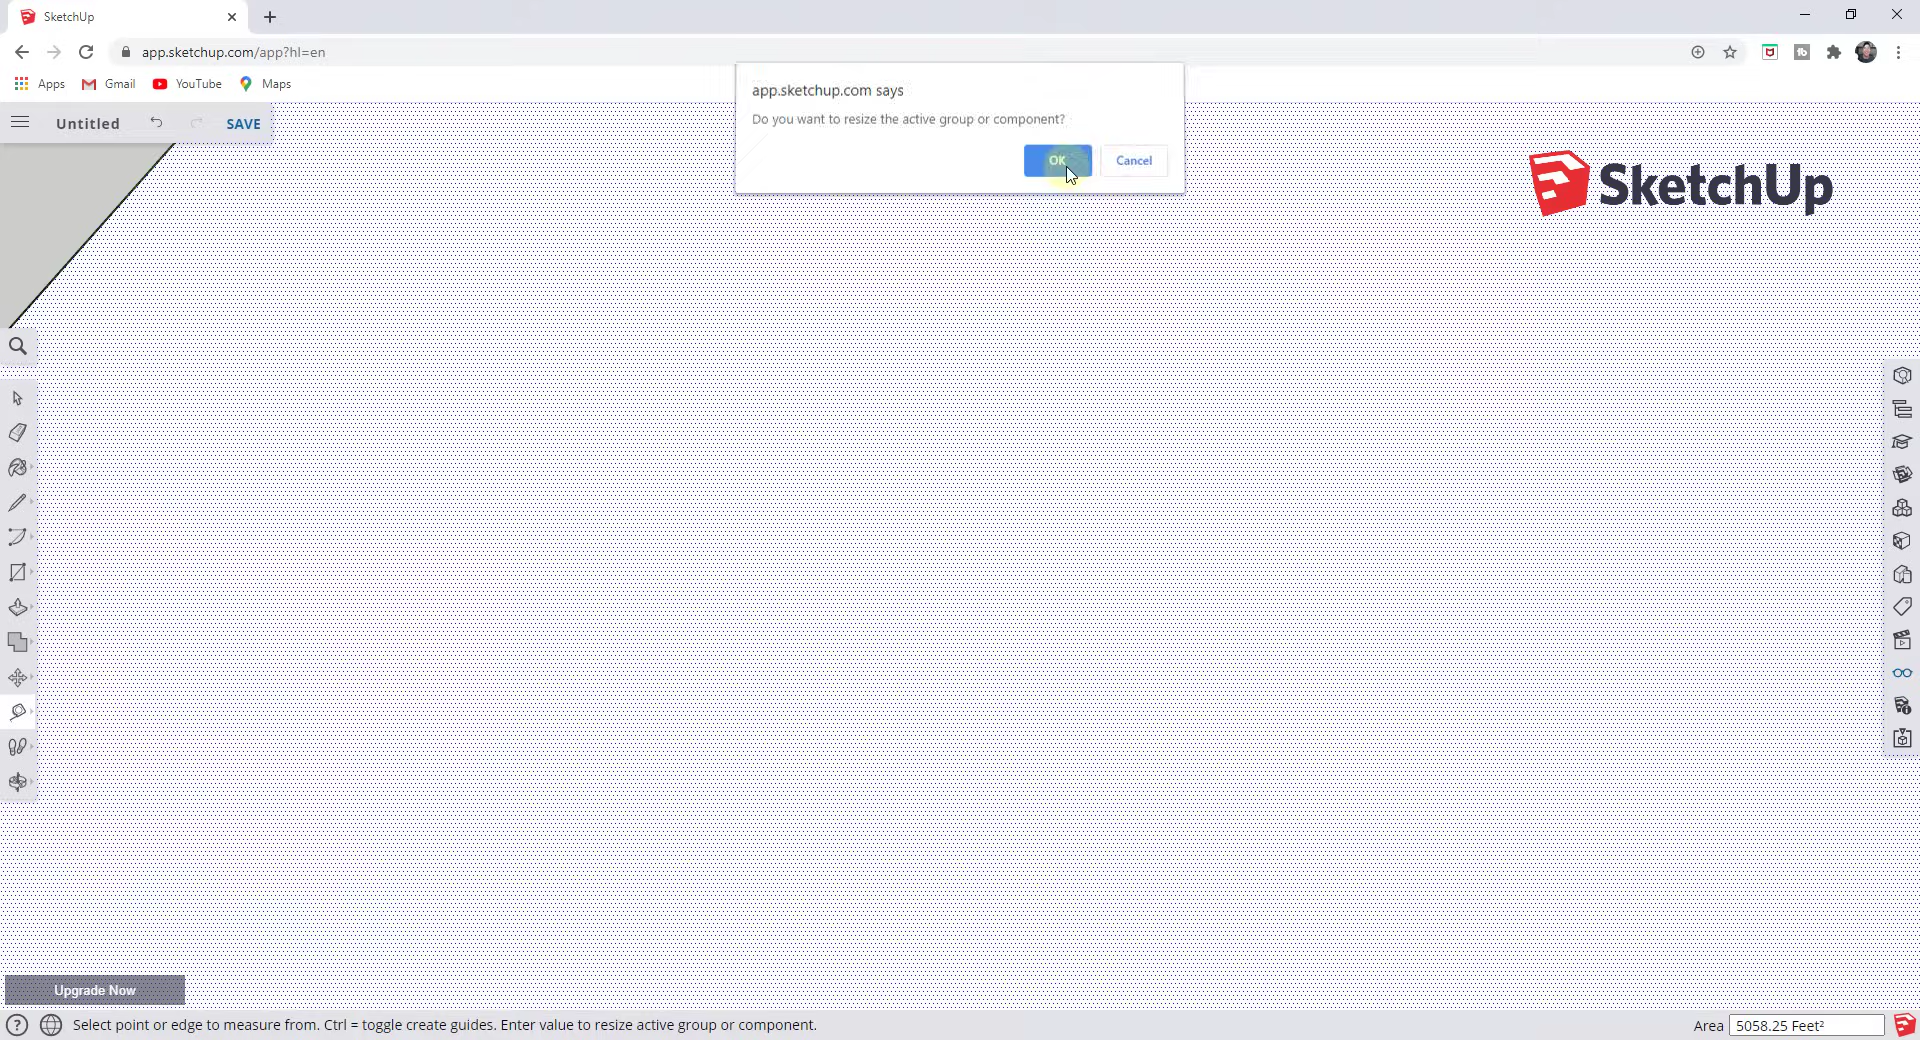 SketchUp
app.sketchup.com/app?hl=en
Apps
Gmail
YouTube
Maps
app.sketchup.com says
Do you want to resize the active group or component?
OK
Cancel
Untitled
SAVE
SketchUp
Upgrade Now
Select point or edge to measure from. Ctrl = toggle create guides. Enter value to resize active group or component.
Area
5058.25 Feet²